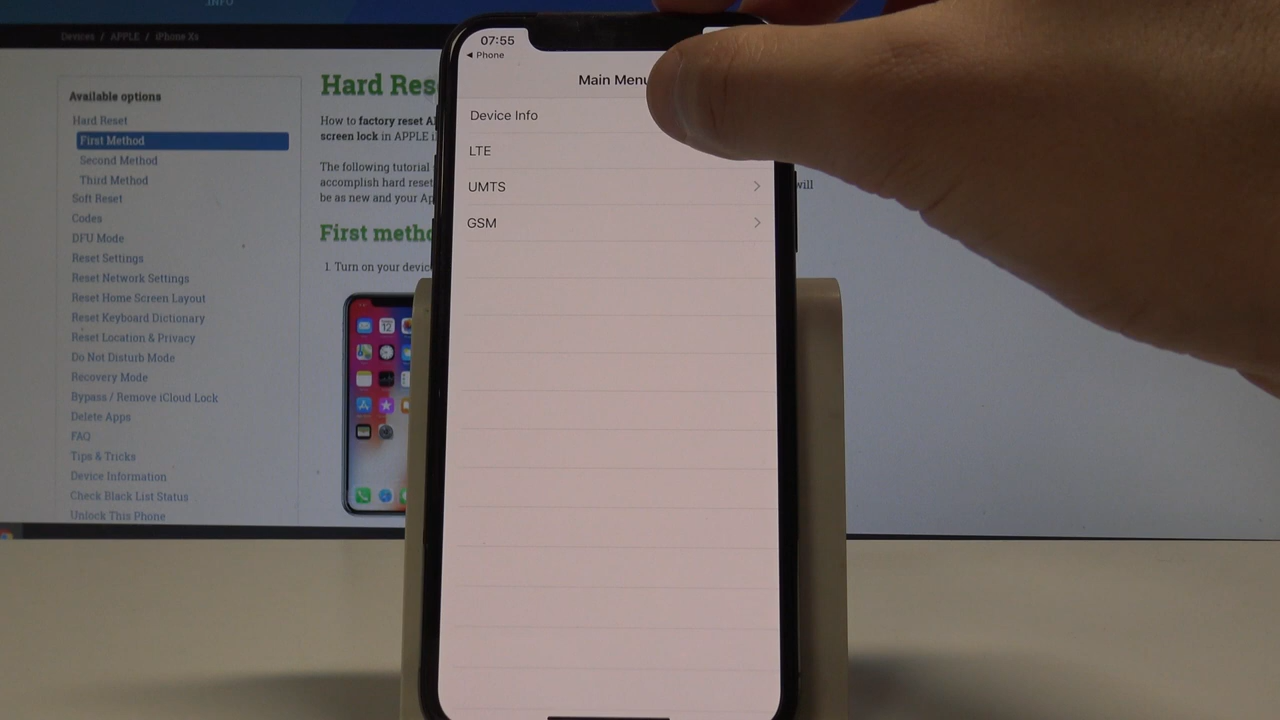 .INFO
Devices / APPLE / iPhone Xs
Available options
Hard Reset
First Method
Second Method
Third Method
Soft Reset
Codes
DFU Mode
Reset Settings
Reset Network Settings
Reset Home Screen Layout
Reset Keyboard Dictionary
Reset Location & Privacy
Do Not Disturb Mode
Recovery Mode
Bypass / Remove iCloud Lock
Delete Apps
FAQ
Tips & Tricks
Device Information
Check Black List Status
Unlock This Phone
Hard Res
How to factory reset
screen lock in APPLE
The following tutorial
accomplish hard reset
will
be as new and your Ap
First metho
1. Turn on your devic
12
07:55
◀ Phone
Main Menu
Device Info
LTE
UMTS
GSM